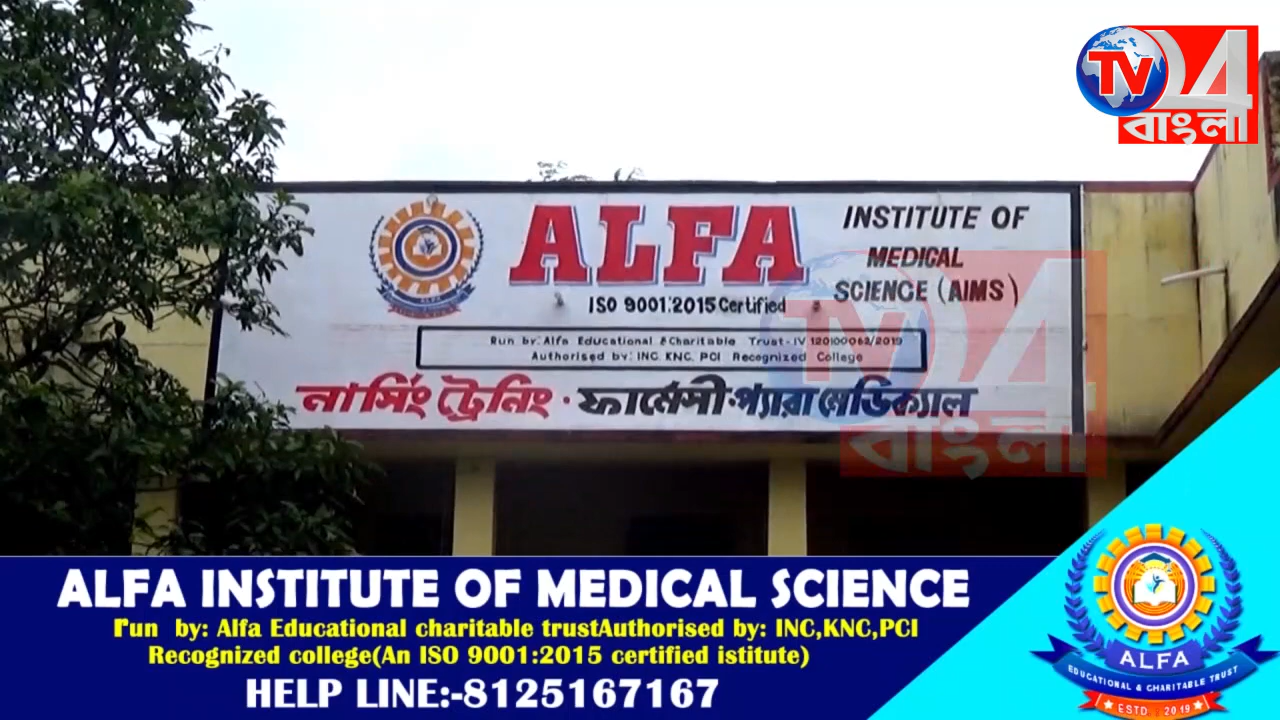 TV 24
বাংলা
ALFA
INSTITUTE OF
MEDICAL
SCIENCE (AIMS)
ISO 9001:2015 Certified
Run by: Alfa Educational & Charitable Trust - IV 120100062/2019
Authorised by: INC. KNC. PCI Recognized College
নার্সিং ট্রেনিং · ফার্মেসী · প্যারা মেডিক্যাল
ALFA
TV 24
বাংলা
ALFA INSTITUTE OF MEDICAL SCIENCE
run by: Alfa Educational charitable trustAuthorised by: INC,KNC,PCI
Recognized college(An ISO 9001:2015 certified istitute)
HELP LINE:-8125167167
ALFA
EDUCATIONAL & CHARITABLE TRUST
ESTD 2019